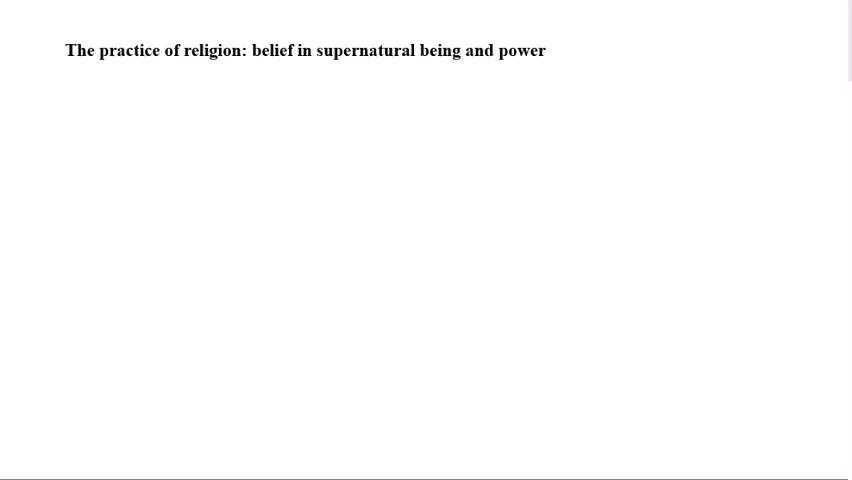 The practice of religion: belief in supernatural being and power